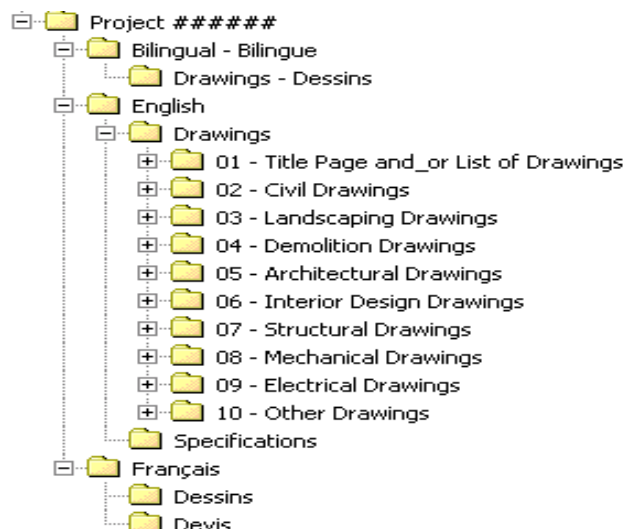 Project ######
Bilingual - Bilingue
Drawings - Dessins
English
Drawings
01 - Title Page and_or List of Drawings
02 - Civil Drawings
03 - Landscaping Drawings
04 - Demolition Drawings
05 - Architectural Drawings
06 - Interior Design Drawings
07 - Structural Drawings
08 - Mechanical Drawings
09 - Electrical Drawings
10 - Other Drawings
Specifications
Français
Dessins
Devis